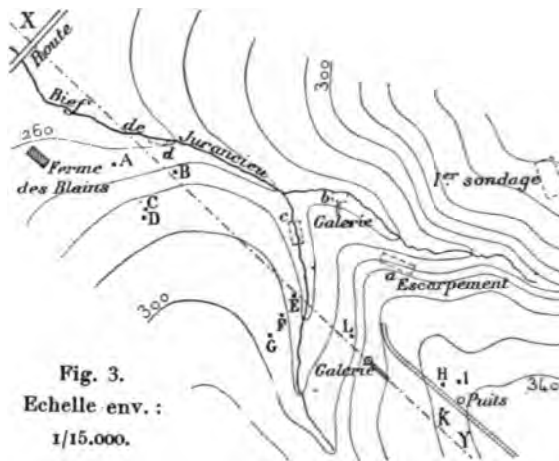 X
Route
300
Bief de Jurancieu
260
d
A
B
Ferme
des Blains
1er sondage
C
D
b
Galerie
c
a
Escarpement
E
F
G
L
300
Galerie
H
I
Puits
K
Y
340
Fig. 3.
Echelle env. :
1/15.000.